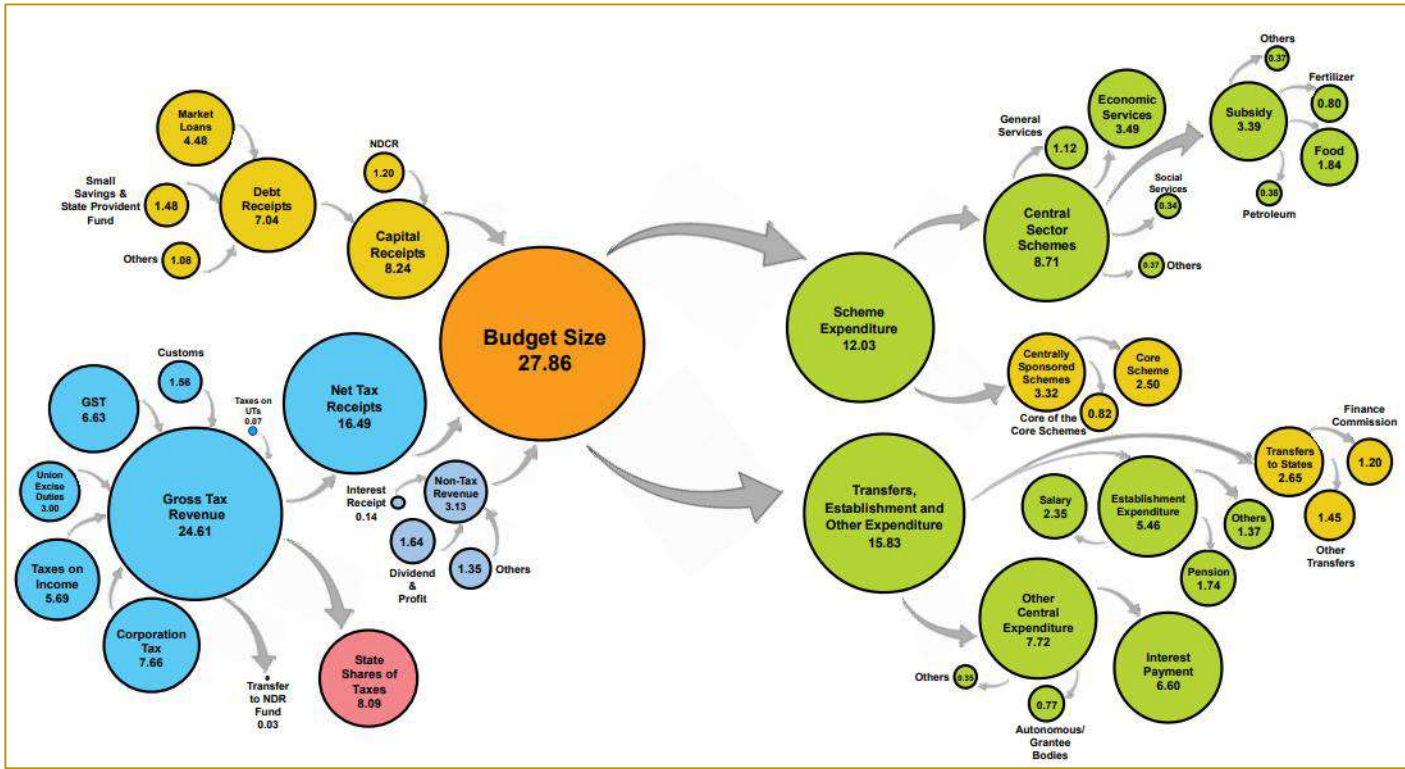 Market
Loans
4.48
Small
Savings &
State Provident
Fund
1.48
Others
1.08
Debt
Receipts
7.04
NDCR
1.20
Capital
Receipts
8.24
Budget Size
27.86
Customs
1.56
GST
6.63
Taxes on
UTs
0.07
Union
Excise
Duties
3.00
Gross Tax
Revenue
24.61
Taxes on
Income
5.69
Corporation
Tax
7.66
Transfer
to NDR
Fund
0.03
State
Shares of
Taxes
8.09
Net Tax
Receipts
16.49
Interest
Receipt
0.14
Non-Tax
Revenue
3.13
1.64
Dividend
&
Profit
1.35
Others
Scheme
Expenditure
12.03
General
Services
1.12
Economic
Services
3.49
Central
Sector
Schemes
8.71
Social
Services
0.34
0.37
Others
Others
0.37
Subsidy
3.39
Fertilizer
0.80
Food
1.84
0.36
Petroleum
Centrally
Sponsored
Schemes
3.32
Core
Scheme
2.50
0.82
Core of the
Core Schemes
Transfers,
Establishment and
Other Expenditure
15.83
Finance
Commission
1.20
Transfers
to States
2.65
1.45
Other
Transfers
Salary
2.35
Establishment
Expenditure
5.46
Others
1.37
Pension
1.74
Other
Central
Expenditure
7.72
Interest
Payment
6.60
Others
0.35
0.77
Autonomous/
Grantee
Bodies